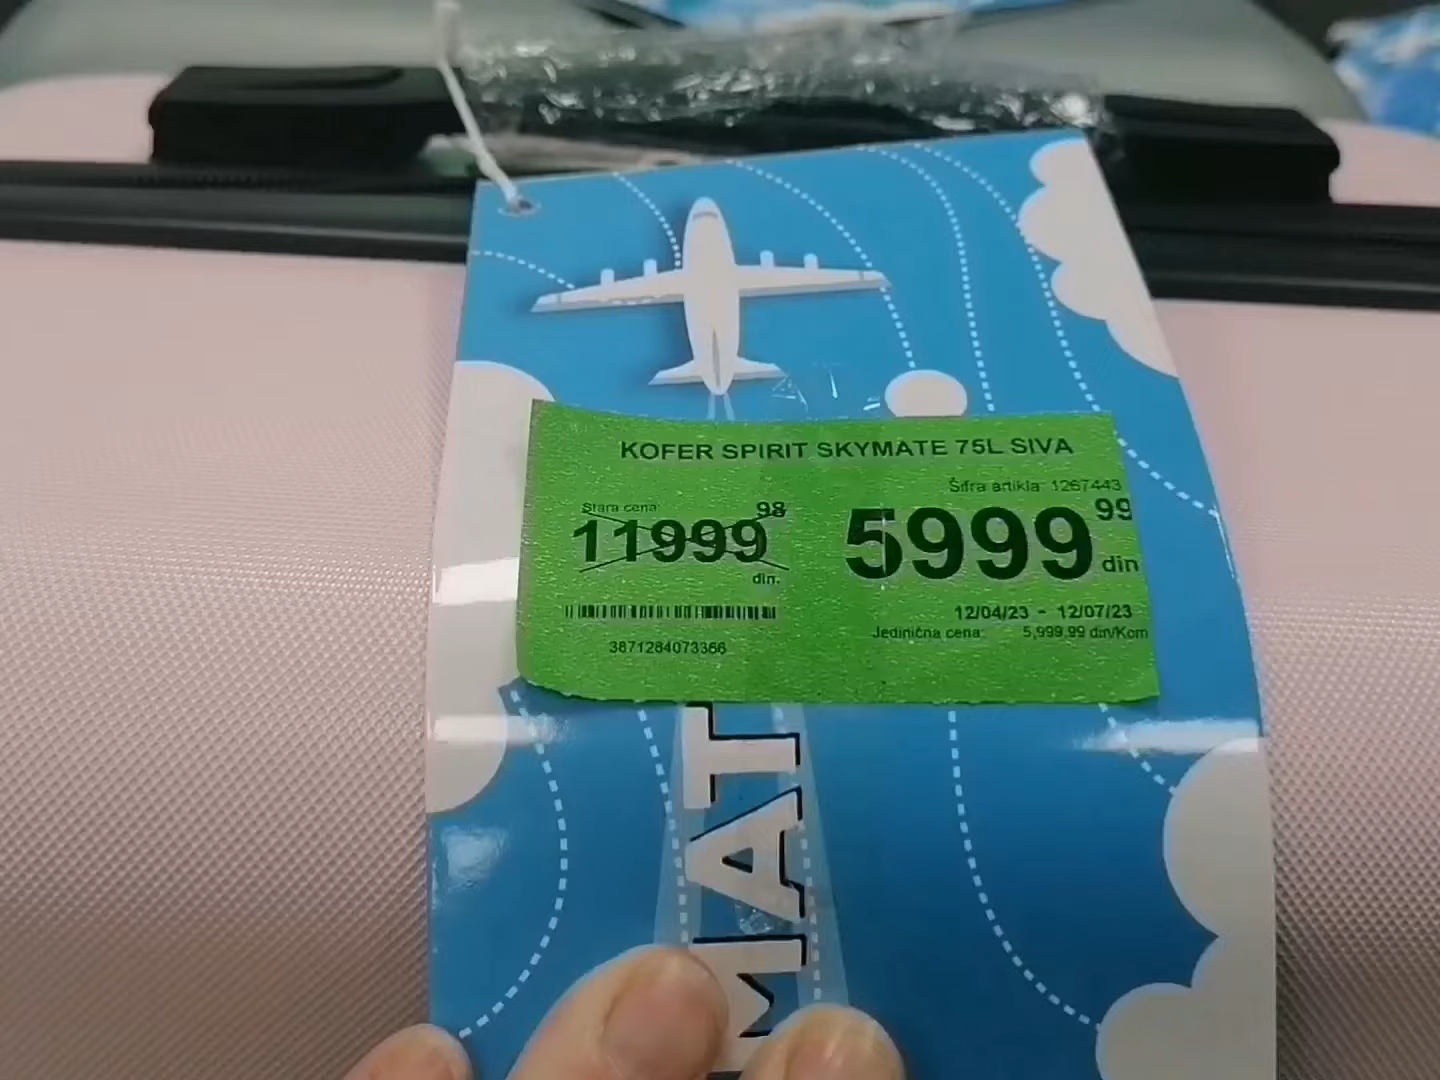 KOFER SPIRIT SKYMATE 75L SIVA
Šifra artikla: 1267443
Stara cena:
11999 98
din.
5999 99
din
12/04/23 - 12/07/23
Jedinična cena: 5,999.99 din/Kom
3871284073366
MAT